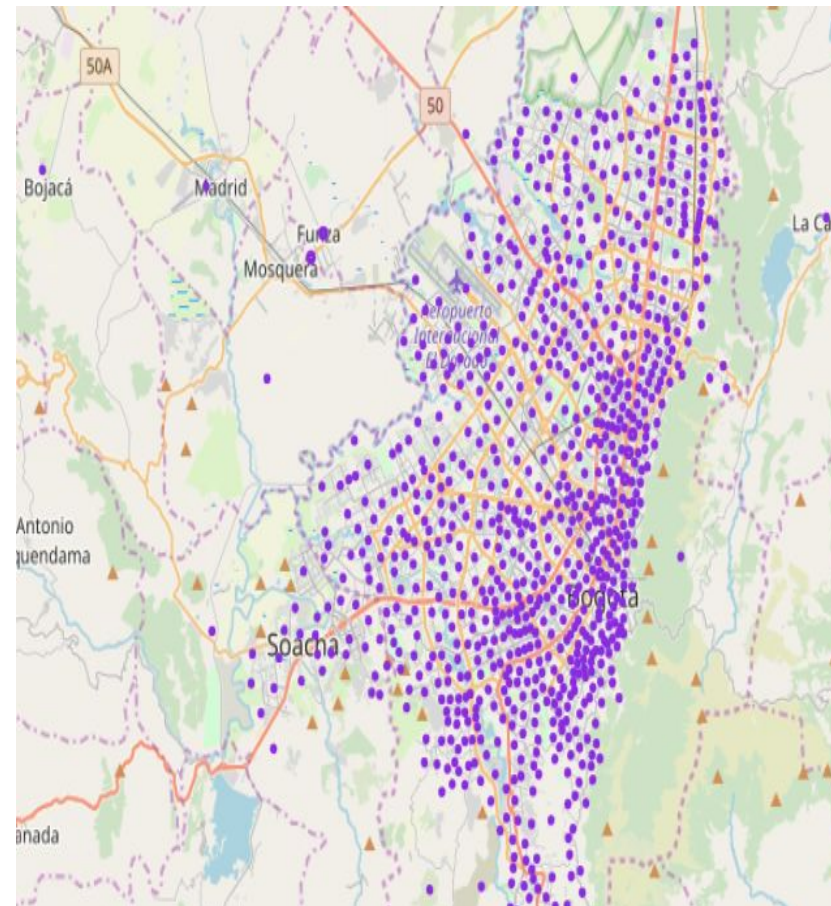 50A
50
Bojacá
Madrid
La Ca
Funza
Mosquera
Aeropuerto
Internacional
El Dorado
Antonio
quendama
Bogotá
Soacha
anada